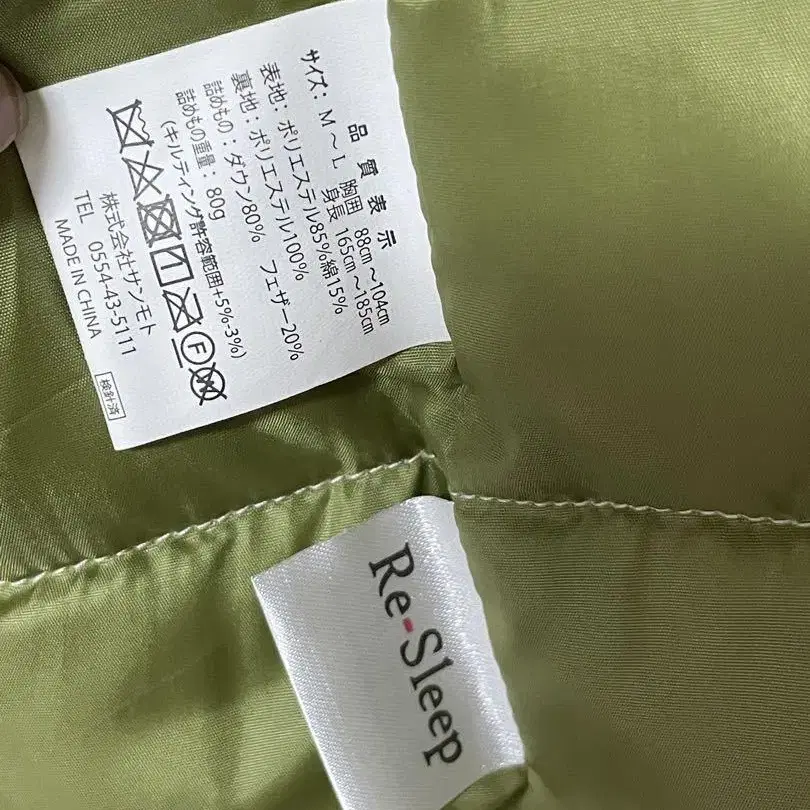 品質表示
サイズ：M～L 胸囲 88㎝～104㎝
身長 165㎝～185㎝
表地：ポリエステル85%綿15%
裏地：ポリエステル100%
詰めもの：ダウン80% フェザー20%
詰めもの重量：80g
(キルティング許容範囲+5%-3%)
F
株式会社サンモト
TEL 0554-43-5111
MADE IN CHINA
検針済
Re-Sleep